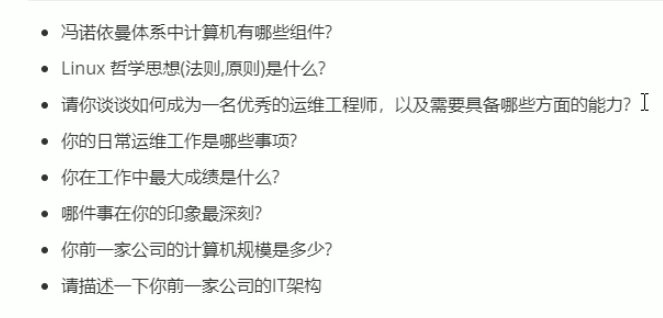 冯诺依曼体系中计算机有哪些组件?
Linux 哲学思想(法则,原则)是什么?
请你谈谈如何成为一名优秀的运维工程师，以及需要具备哪些方面的能力?
你的日常运维工作是哪些事项?
你在工作中最大成绩是什么?
哪件事在你的印象最深刻?
你前一家公司的计算机规模是多少?
请描述一下你前一家公司的IT架构